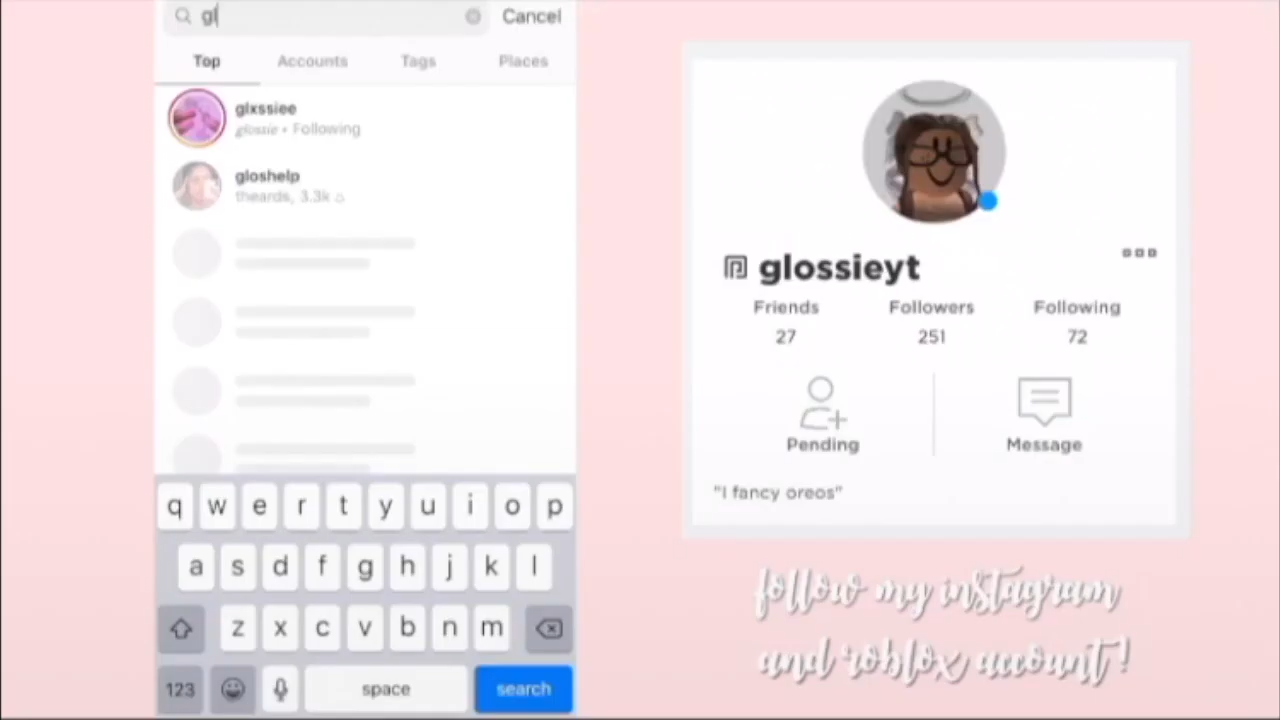 gl
Cancel
Top Accounts Tags Places
glxssiee
glossie • Following
gloshelp
theards, 3.3k
q w e r t y u i o p
a s d f g h j k l
z x c v b n m
123 space search
glossieyt
Friends Followers Following
27 251 72
Pending Message
"I fancy oreos"
follow my instagram
and roblox account !